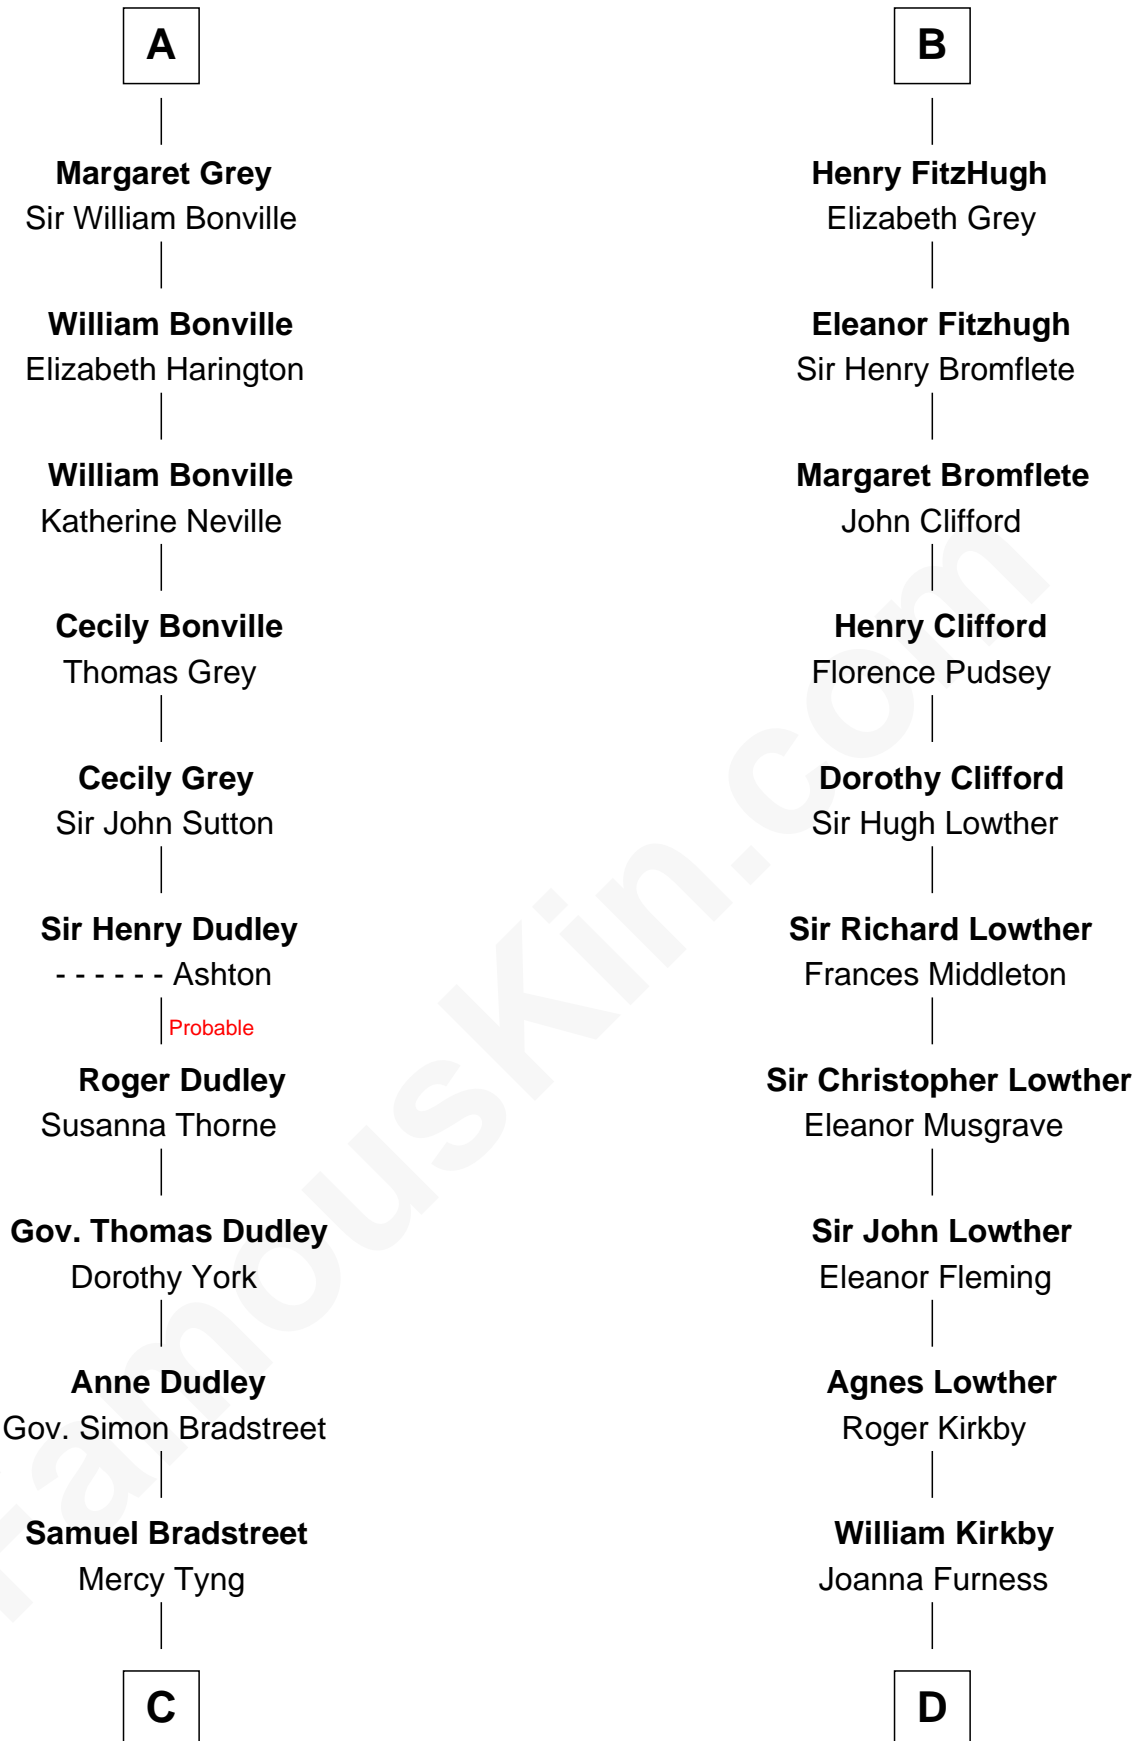 A
Margaret Grey
Sir William Bonville
William Bonville
Elizabeth Harington
William Bonville
Katherine Neville
Cecily Bonville
Thomas Grey
Cecily Grey
Sir John Sutton
Sir Henry Dudley
- - - - - - Ashton
Probable
Roger Dudley
Susanna Thorne
Gov. Thomas Dudley
Dorothy York
Anne Dudley
Gov. Simon Bradstreet
Samuel Bradstreet
Mercy Tyng
C
B
Henry FitzHugh
Elizabeth Grey
Eleanor Fitzhugh
Sir Henry Bromflete
Margaret Bromflete
John Clifford
Henry Clifford
Florence Pudsey
Dorothy Clifford
Sir Hugh Lowther
Sir Richard Lowther
Frances Middleton
Sir Christopher Lowther
Eleanor Musgrave
Sir John Lowther
Eleanor Fleming
Agnes Lowther
Roger Kirkby
William Kirkby
Joanna Furness
D
FamousKin.com